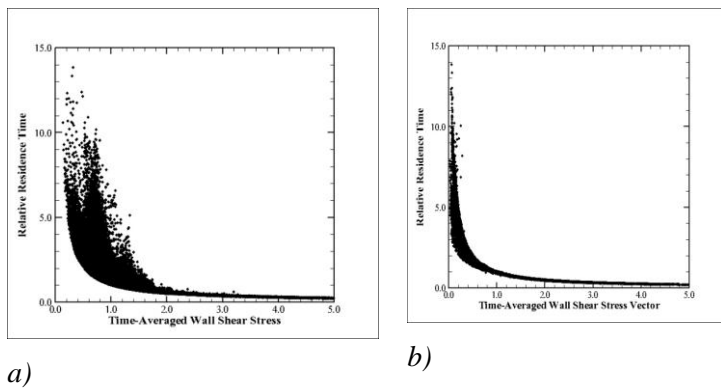 15.0
10.0
5.0
0.0
0.0 1.0 2.0 3.0 4.0 5.0
Relative Residence Time
Time-Averaged Wall Shear Stress
a)
15.0
10.0
5.0
0.0
0.0 1.0 2.0 3.0 4.0 5.0
Relative Residence Time
Time-Averaged Wall Shear Stress Vector
b)